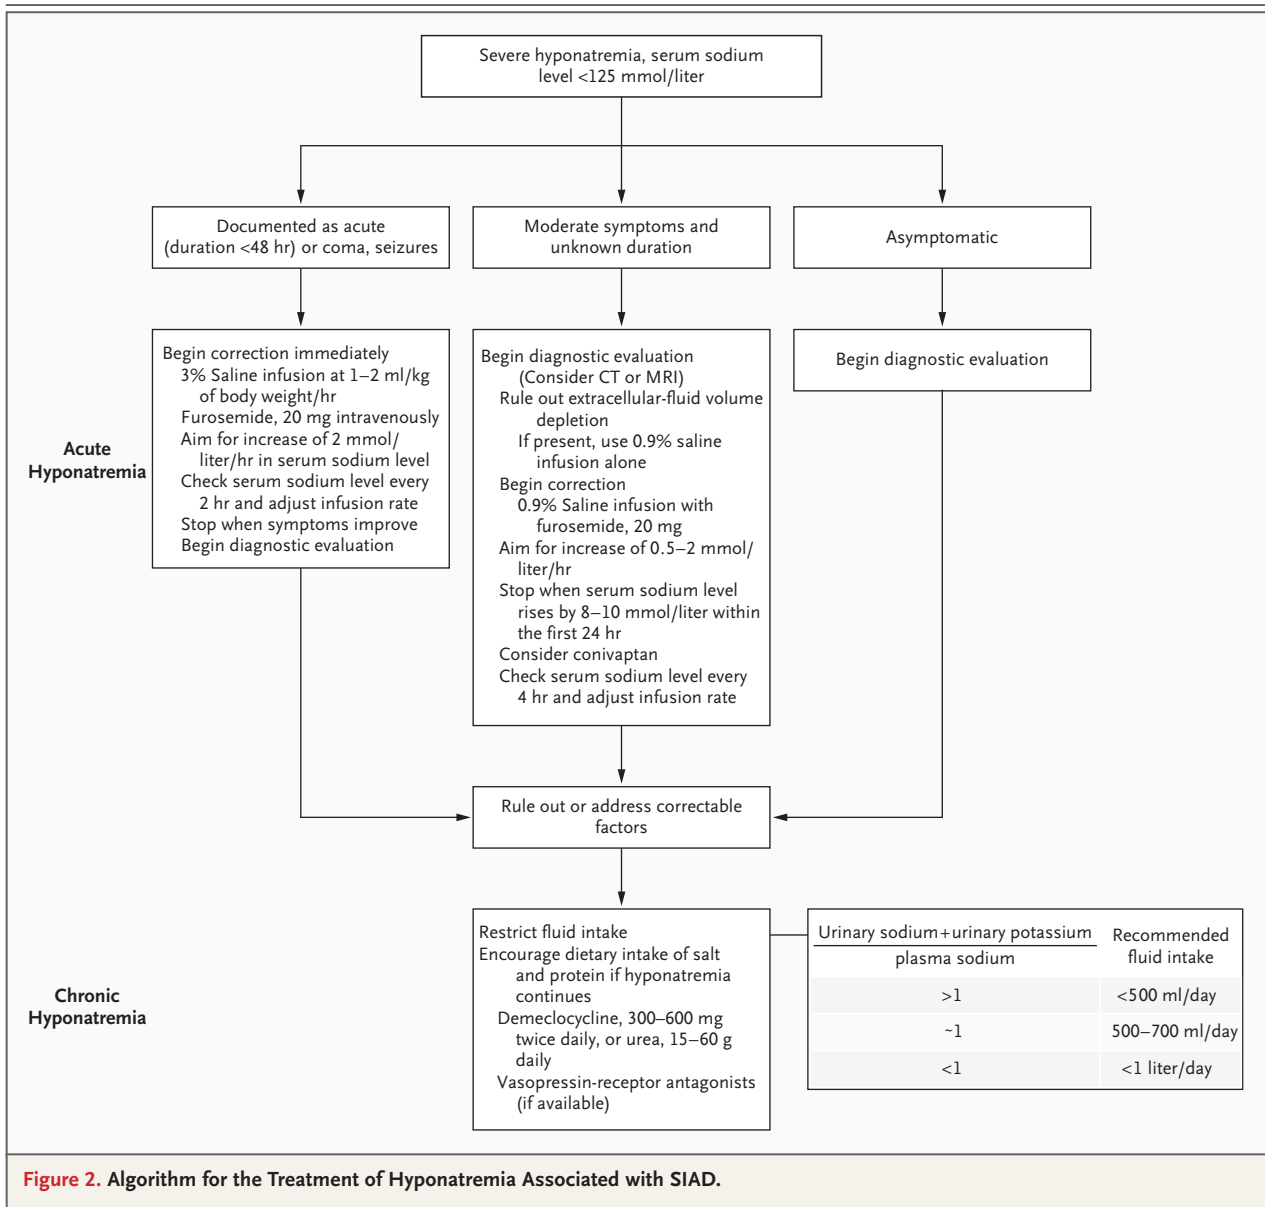 Severe hyponatremia, serum sodium
level <125 mmol/liter
Documented as acute
(duration <48 hr) or coma, seizures
Moderate symptoms and
unknown duration
Asymptomatic
Acute
Hyponatremia
Begin correction immediately
3% Saline infusion at 1–2 ml/kg
of body weight/hr
Furosemide, 20 mg intravenously
Aim for increase of 2 mmol/
liter/hr in serum sodium level
Check serum sodium level every
2 hr and adjust infusion rate
Stop when symptoms improve
Begin diagnostic evaluation
Begin diagnostic evaluation
(Consider CT or MRI)
Rule out extracellular-fluid volume
depletion
If present, use 0.9% saline
infusion alone
Begin correction
0.9% Saline infusion with
furosemide, 20 mg
Aim for increase of 0.5–2 mmol/
liter/hr
Stop when serum sodium level
rises by 8–10 mmol/liter within
the first 24 hr
Consider conivaptan
Check serum sodium level every
4 hr and adjust infusion rate
Begin diagnostic evaluation
Rule out or address correctable
factors
Chronic
Hyponatremia
Restrict fluid intake
Encourage dietary intake of salt
and protein if hyponatremia
continues
Demeclocycline, 300–600 mg
twice daily, or urea, 15–60 g
daily
Vasopressin-receptor antagonists
(if available)
Urinary sodium+urinary potassium
plasma sodium
Recommended
fluid intake
>1 <500 ml/day
~1 500–700 ml/day
<1 <1 liter/day
Figure 2. Algorithm for the Treatment of Hyponatremia Associated with SIAD.